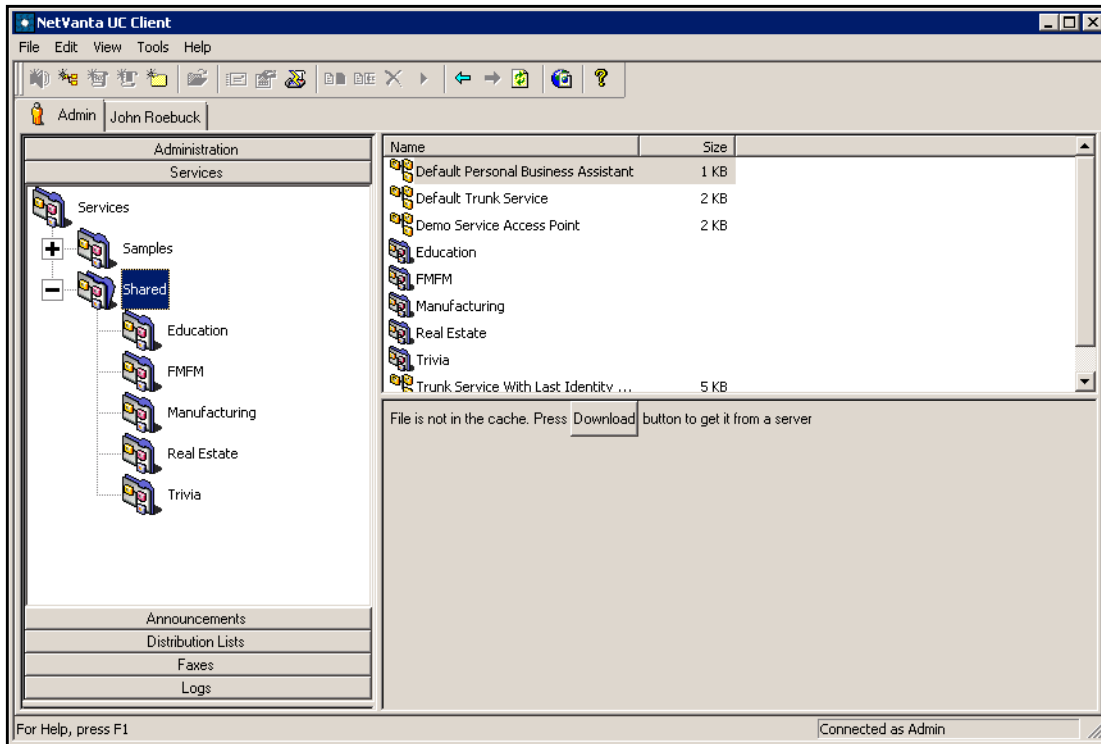 NetVanta UC Client
File Edit View Tools Help
Admin John Roebuck
Administration
Services
Services
Samples
Shared
Education
FMFM
Manufacturing
Real Estate
Trivia
Announcements
Distribution Lists
Faxes
Logs
Name Size
Default Personal Business Assistant 1 KB
Default Trunk Service 2 KB
Demo Service Access Point 2 KB
Education
FMFM
Manufacturing
Real Estate
Trivia
Trunk Service With Last Identity ... 5 KB
File is not in the cache. Press Download button to get it from a server
For Help, press F1 Connected as Admin